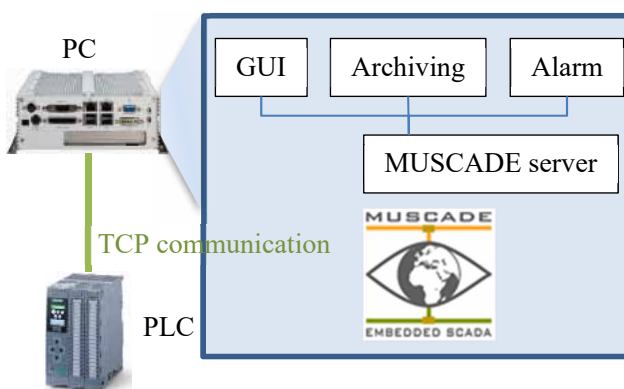 PC
GUI
Archiving
Alarm
MUSCADE server
MUSCADE
TCP communication
PLC
EMBEDDED SCADA